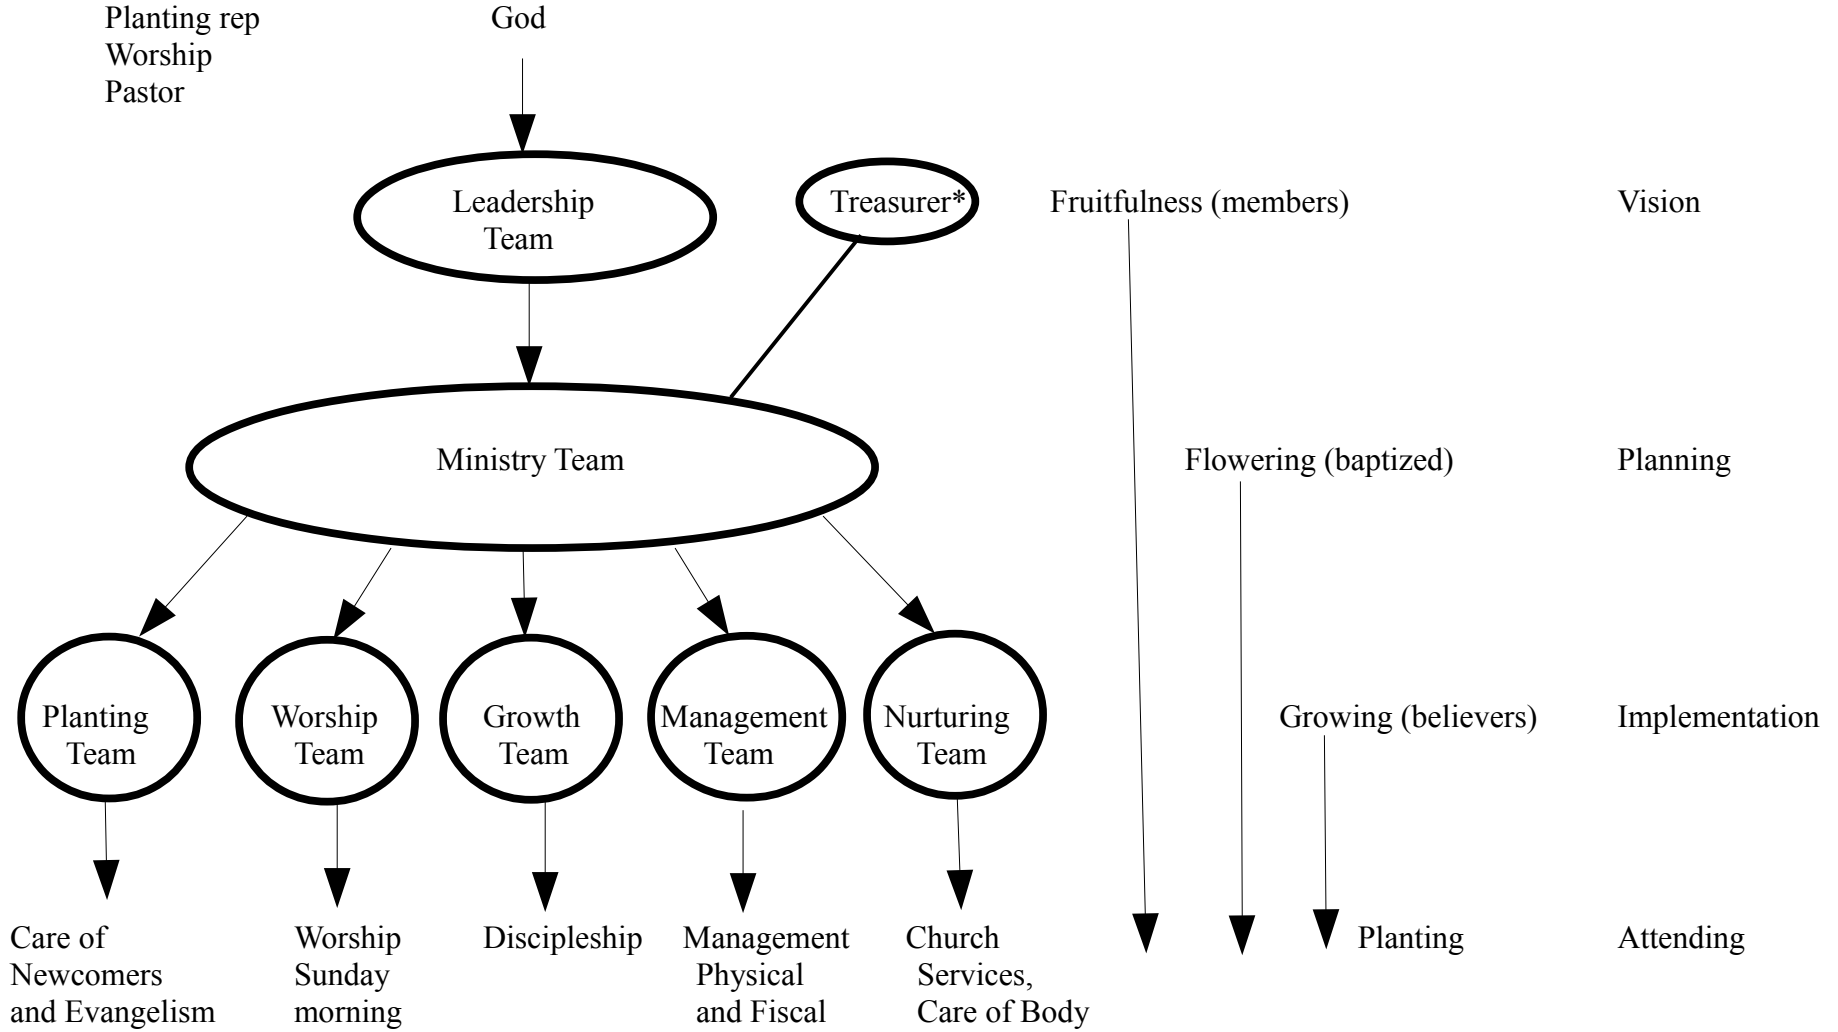 Planting rep
Worship
Pastor
God
Leadership
Team
Treasurer*
Fruitfulness (members)
Vision
Ministry Team
Flowering (baptized)
Planning
Planting
Team
Worship
Team
Growth
Team
Management
Team
Nurturing
Team
Growing (believers)
Implementation
Care of
Newcomers
and Evangelism
Worship
Sunday
morning
Discipleship
Management
Physical
and Fiscal
Church
Services,
Care of Body
Planting
Attending